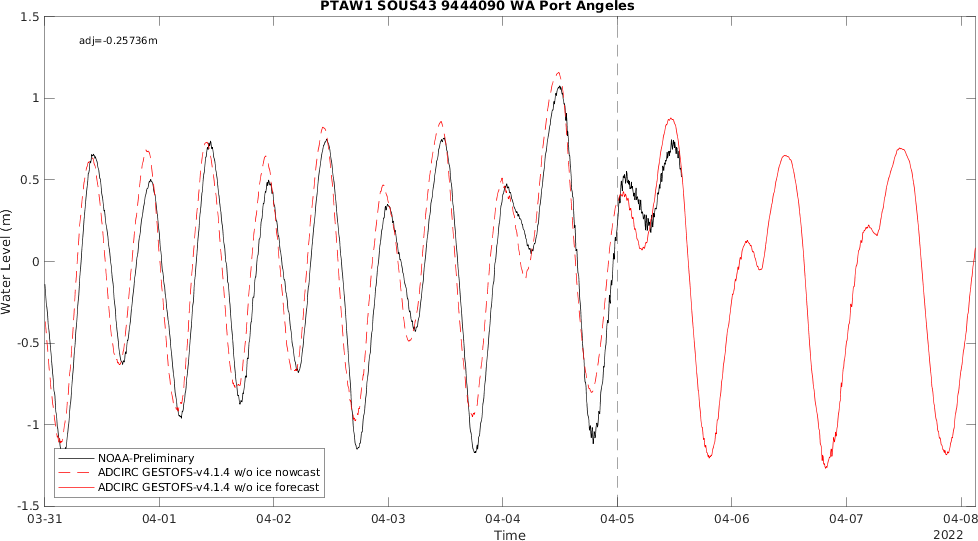 PTAW1 SOUS43 9444090 WA Port Angeles
1.5
adj=-0.25736m
1
0.5
0
-0.5
-1
-1.5
Water Level (m)
NOAA-Preliminary
ADCIRC GESTOFS-v4.1.4 w/o ice nowcast
ADCIRC GESTOFS-v4.1.4 w/o ice forecast
03-31 04-01 04-02 04-03 04-04 04-05 04-06 04-07 04-08
Time
2022